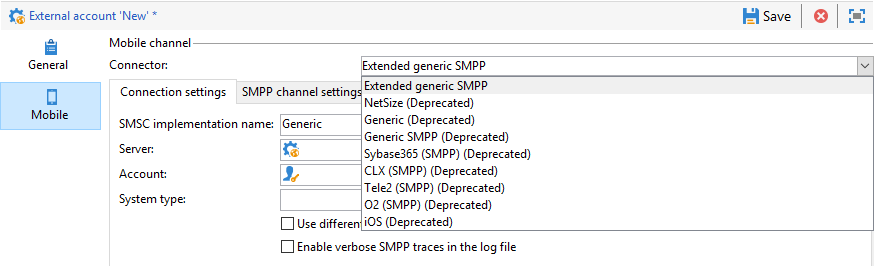 External account 'New' *
Save
General
Mobile
Mobile channel
Connector:
Extended generic SMPP
Extended generic SMPP
NetSize (Deprecated)
Generic (Deprecated)
Generic SMPP (Deprecated)
Sybase365 (SMPP) (Deprecated)
CLX (SMPP) (Deprecated)
Tele2 (SMPP) (Deprecated)
O2 (SMPP) (Deprecated)
iOS (Deprecated)
Connection settings
SMPP channel settings
SMSC implementation name:
Generic
Server:
Account:
System type:
Use different
Enable verbose SMPP traces in the log file